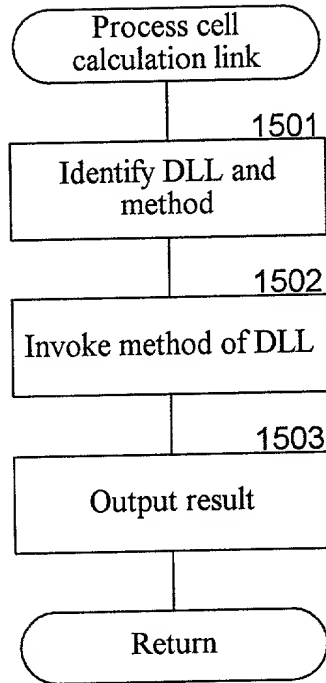 Process cell
calculation link
1501
Identify DLL and
method
1502
Invoke method of DLL
1503
Output result
Return